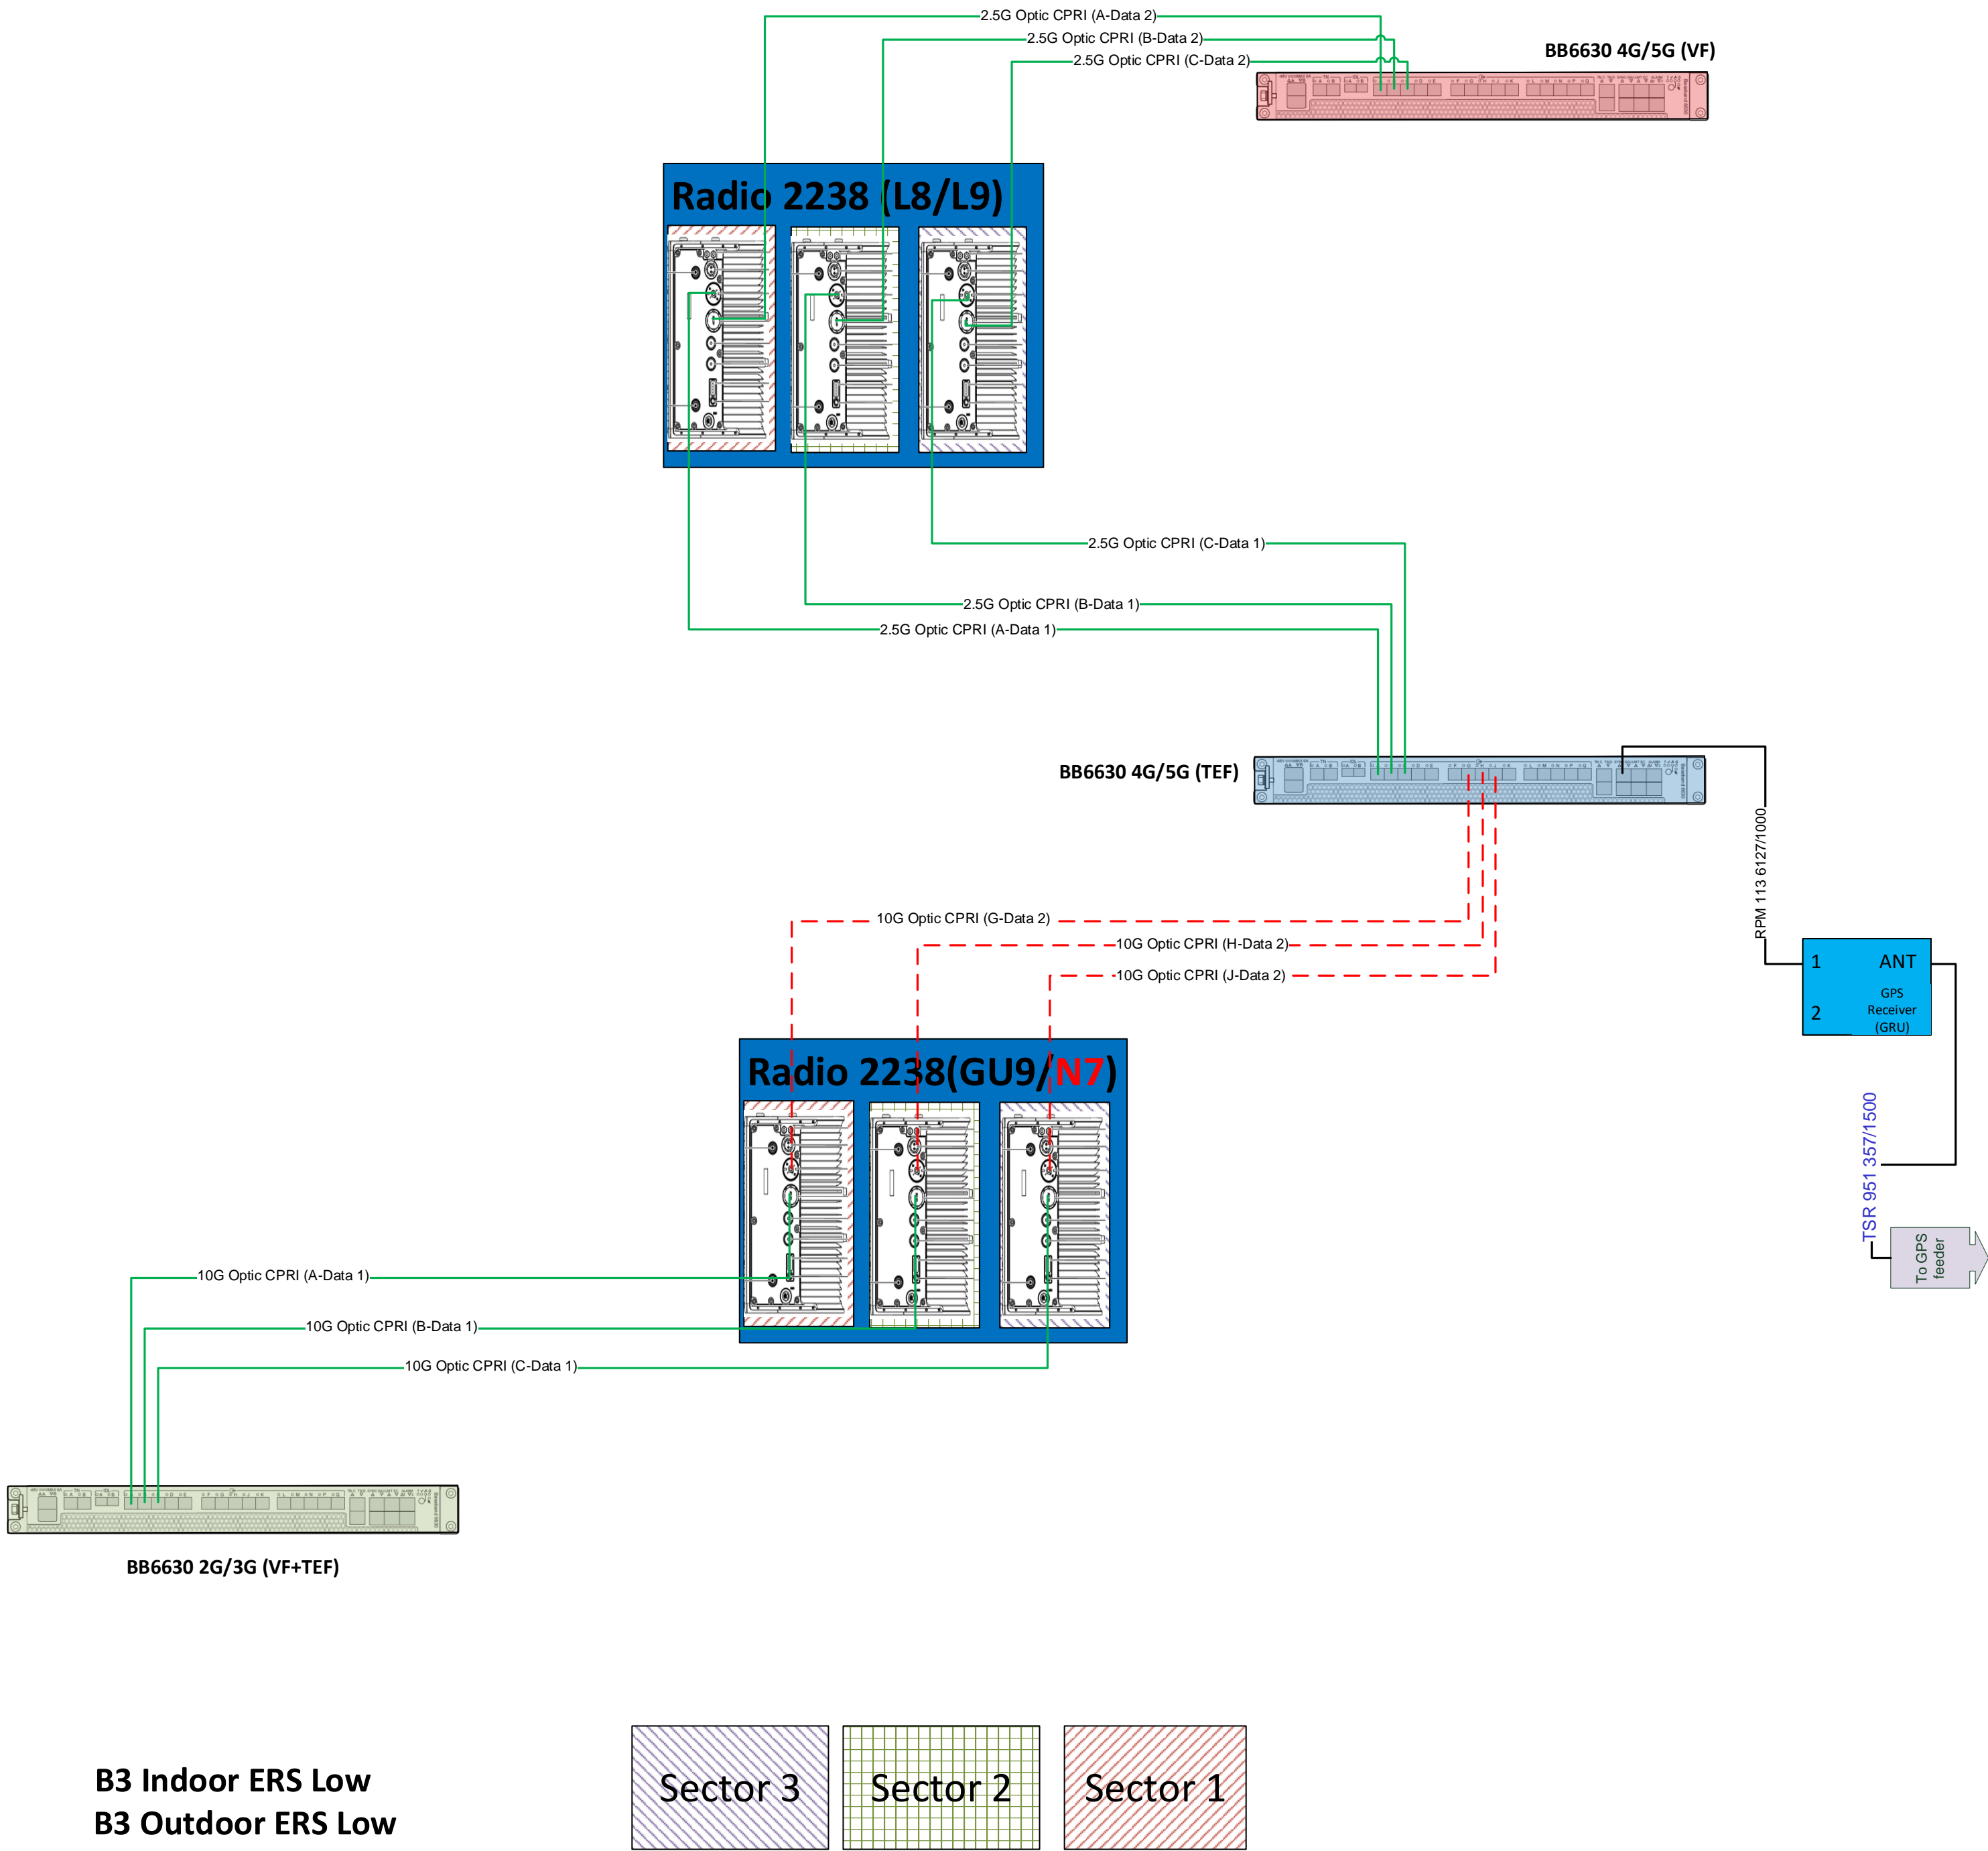 2.5G Optic CPRI (A-Data 2)
2.5G Optic CPRI (B-Data 2)
2.5G Optic CPRI (C-Data 2)
BB6630 4G/5G (VF)
Radio 2238 (L8/L9)
2.5G Optic CPRI (C-Data 1)
2.5G Optic CPRI (B-Data 1)
2.5G Optic CPRI (A-Data 1)
BB6630 4G/5G (TEF)
RPM 113 6127/1000
10G Optic CPRI (G-Data 2)
10G Optic CPRI (H-Data 2)
10G Optic CPRI (J-Data 2)
1
ANT
2
GPS
Receiver
(GRU)
Radio 2238(GU9/N7)
TSR 951 357/1500
To GPS
feeder
10G Optic CPRI (A-Data 1)
10G Optic CPRI (B-Data 1)
10G Optic CPRI (C-Data 1)
BB6630 2G/3G (VF+TEF)
B3 Indoor ERS Low
B3 Outdoor ERS Low
Sector 3
Sector 2
Sector 1